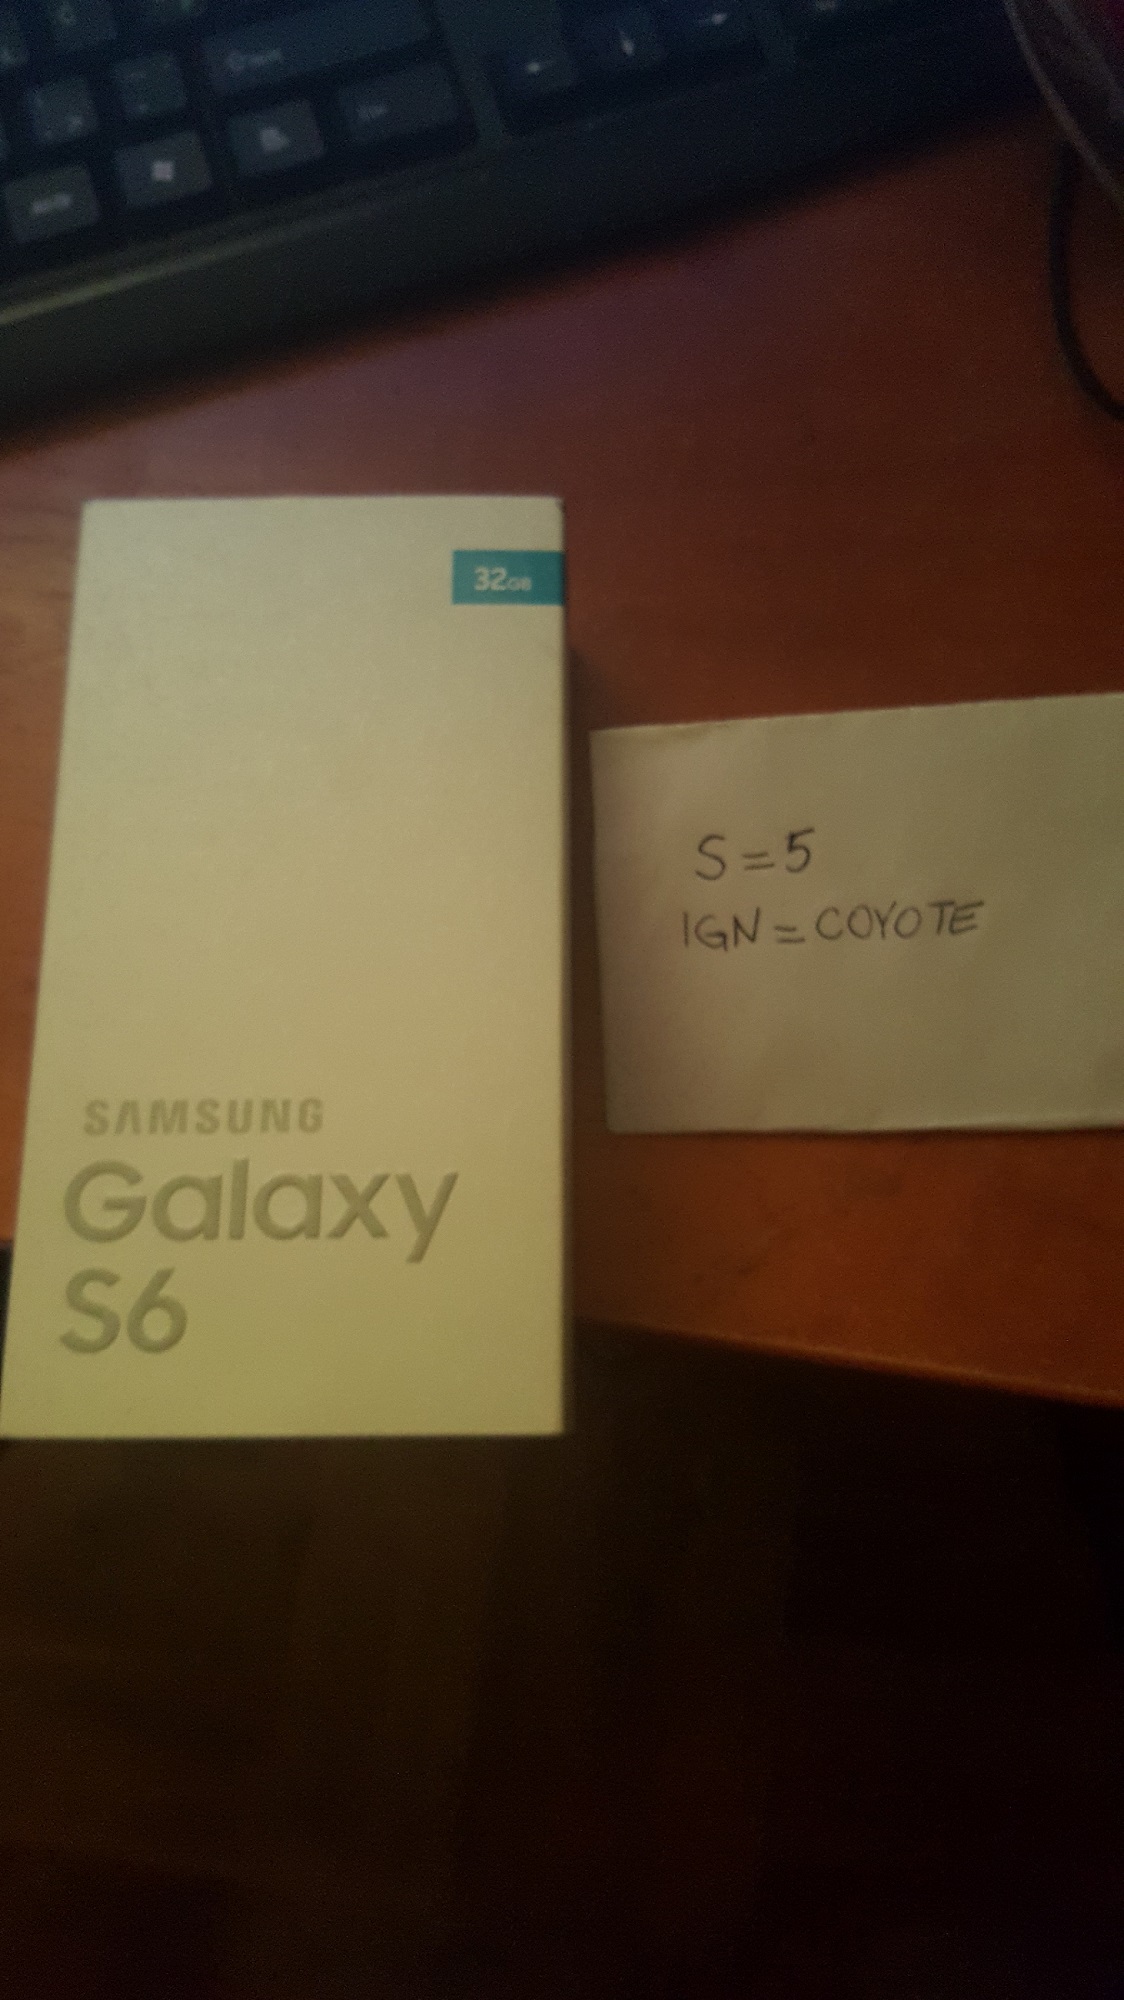 32GB
SAMSUNG
Galaxy
S6
S=5
IGN=COYOTE